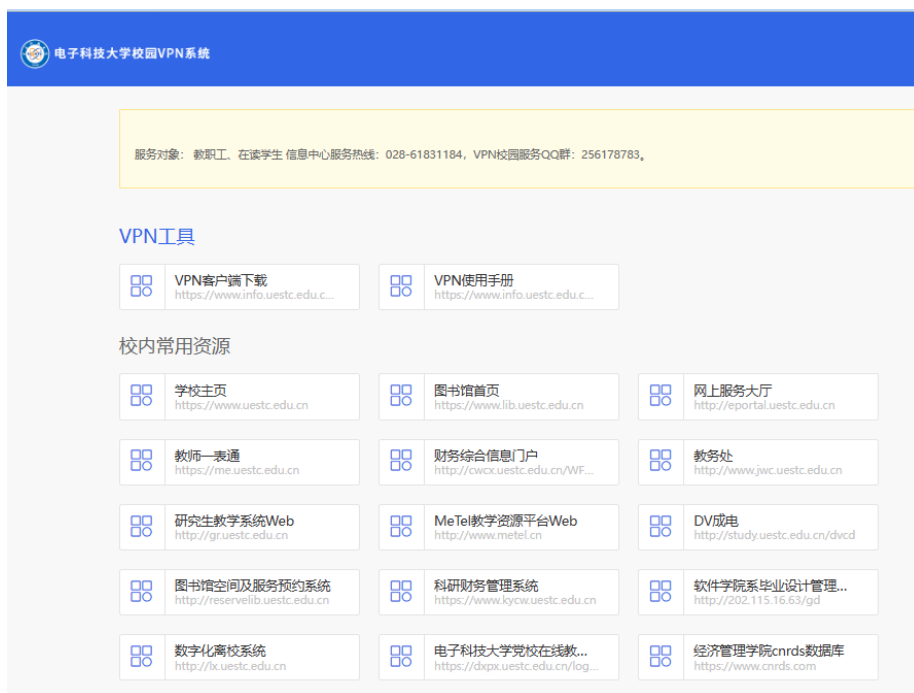 电子科技大学校园VPN系统
服务对象： 教职工、在读学生 信息中心服务热线：028-61831184，VPN校园服务QQ群：256178783。
VPN工具
VPN客户端下载
https://www.info.uestc.edu.c...
VPN使用手册
https://www.info.uestc.edu.c...
校内常用资源
学校主页
https://www.uestc.edu.cn
图书馆首页
https://www.lib.uestc.edu.cn
网上服务大厅
http://eportal.uestc.edu.cn
教师一表通
https://me.uestc.edu.cn
财务综合信息门户
http://cwcx.uestc.edu.cn/WF...
教务处
http://www.jwc.uestc.edu.cn
研究生教学系统Web
http://gr.uestc.edu.cn
MeTel教学资源平台Web
http://www.metel.cn
DV成电
http://study.uestc.edu.cn/dvcd
图书馆空间及服务预约系统
http://reservelib.uestc.edu.cn
科研财务管理系统
https://www.kycw.uestc.edu.cn
软件学院系毕业设计管理...
http://202.115.16.63/gd
数字化离校系统
http://lx.uestc.edu.cn
电子科技大学党校在线教...
https://dxpx.uestc.edu.cn/log...
经济管理学院cnrds数据库
https://www.cnrds.com